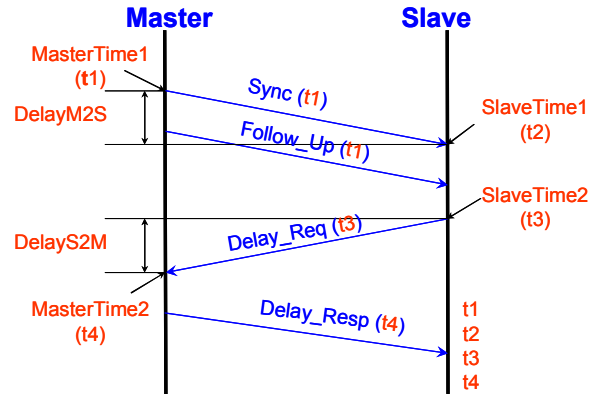 Master
Slave
MasterTime1
(t1)
Sync (t1)
SlaveTime1
(t2)
DelayM2S
Follow_Up (t1)
SlaveTime2
(t3)
Delay_Req (t3)
DelayS2M
MasterTime2
(t4)
Delay_Resp (t4)
t1
t2
t3
t4